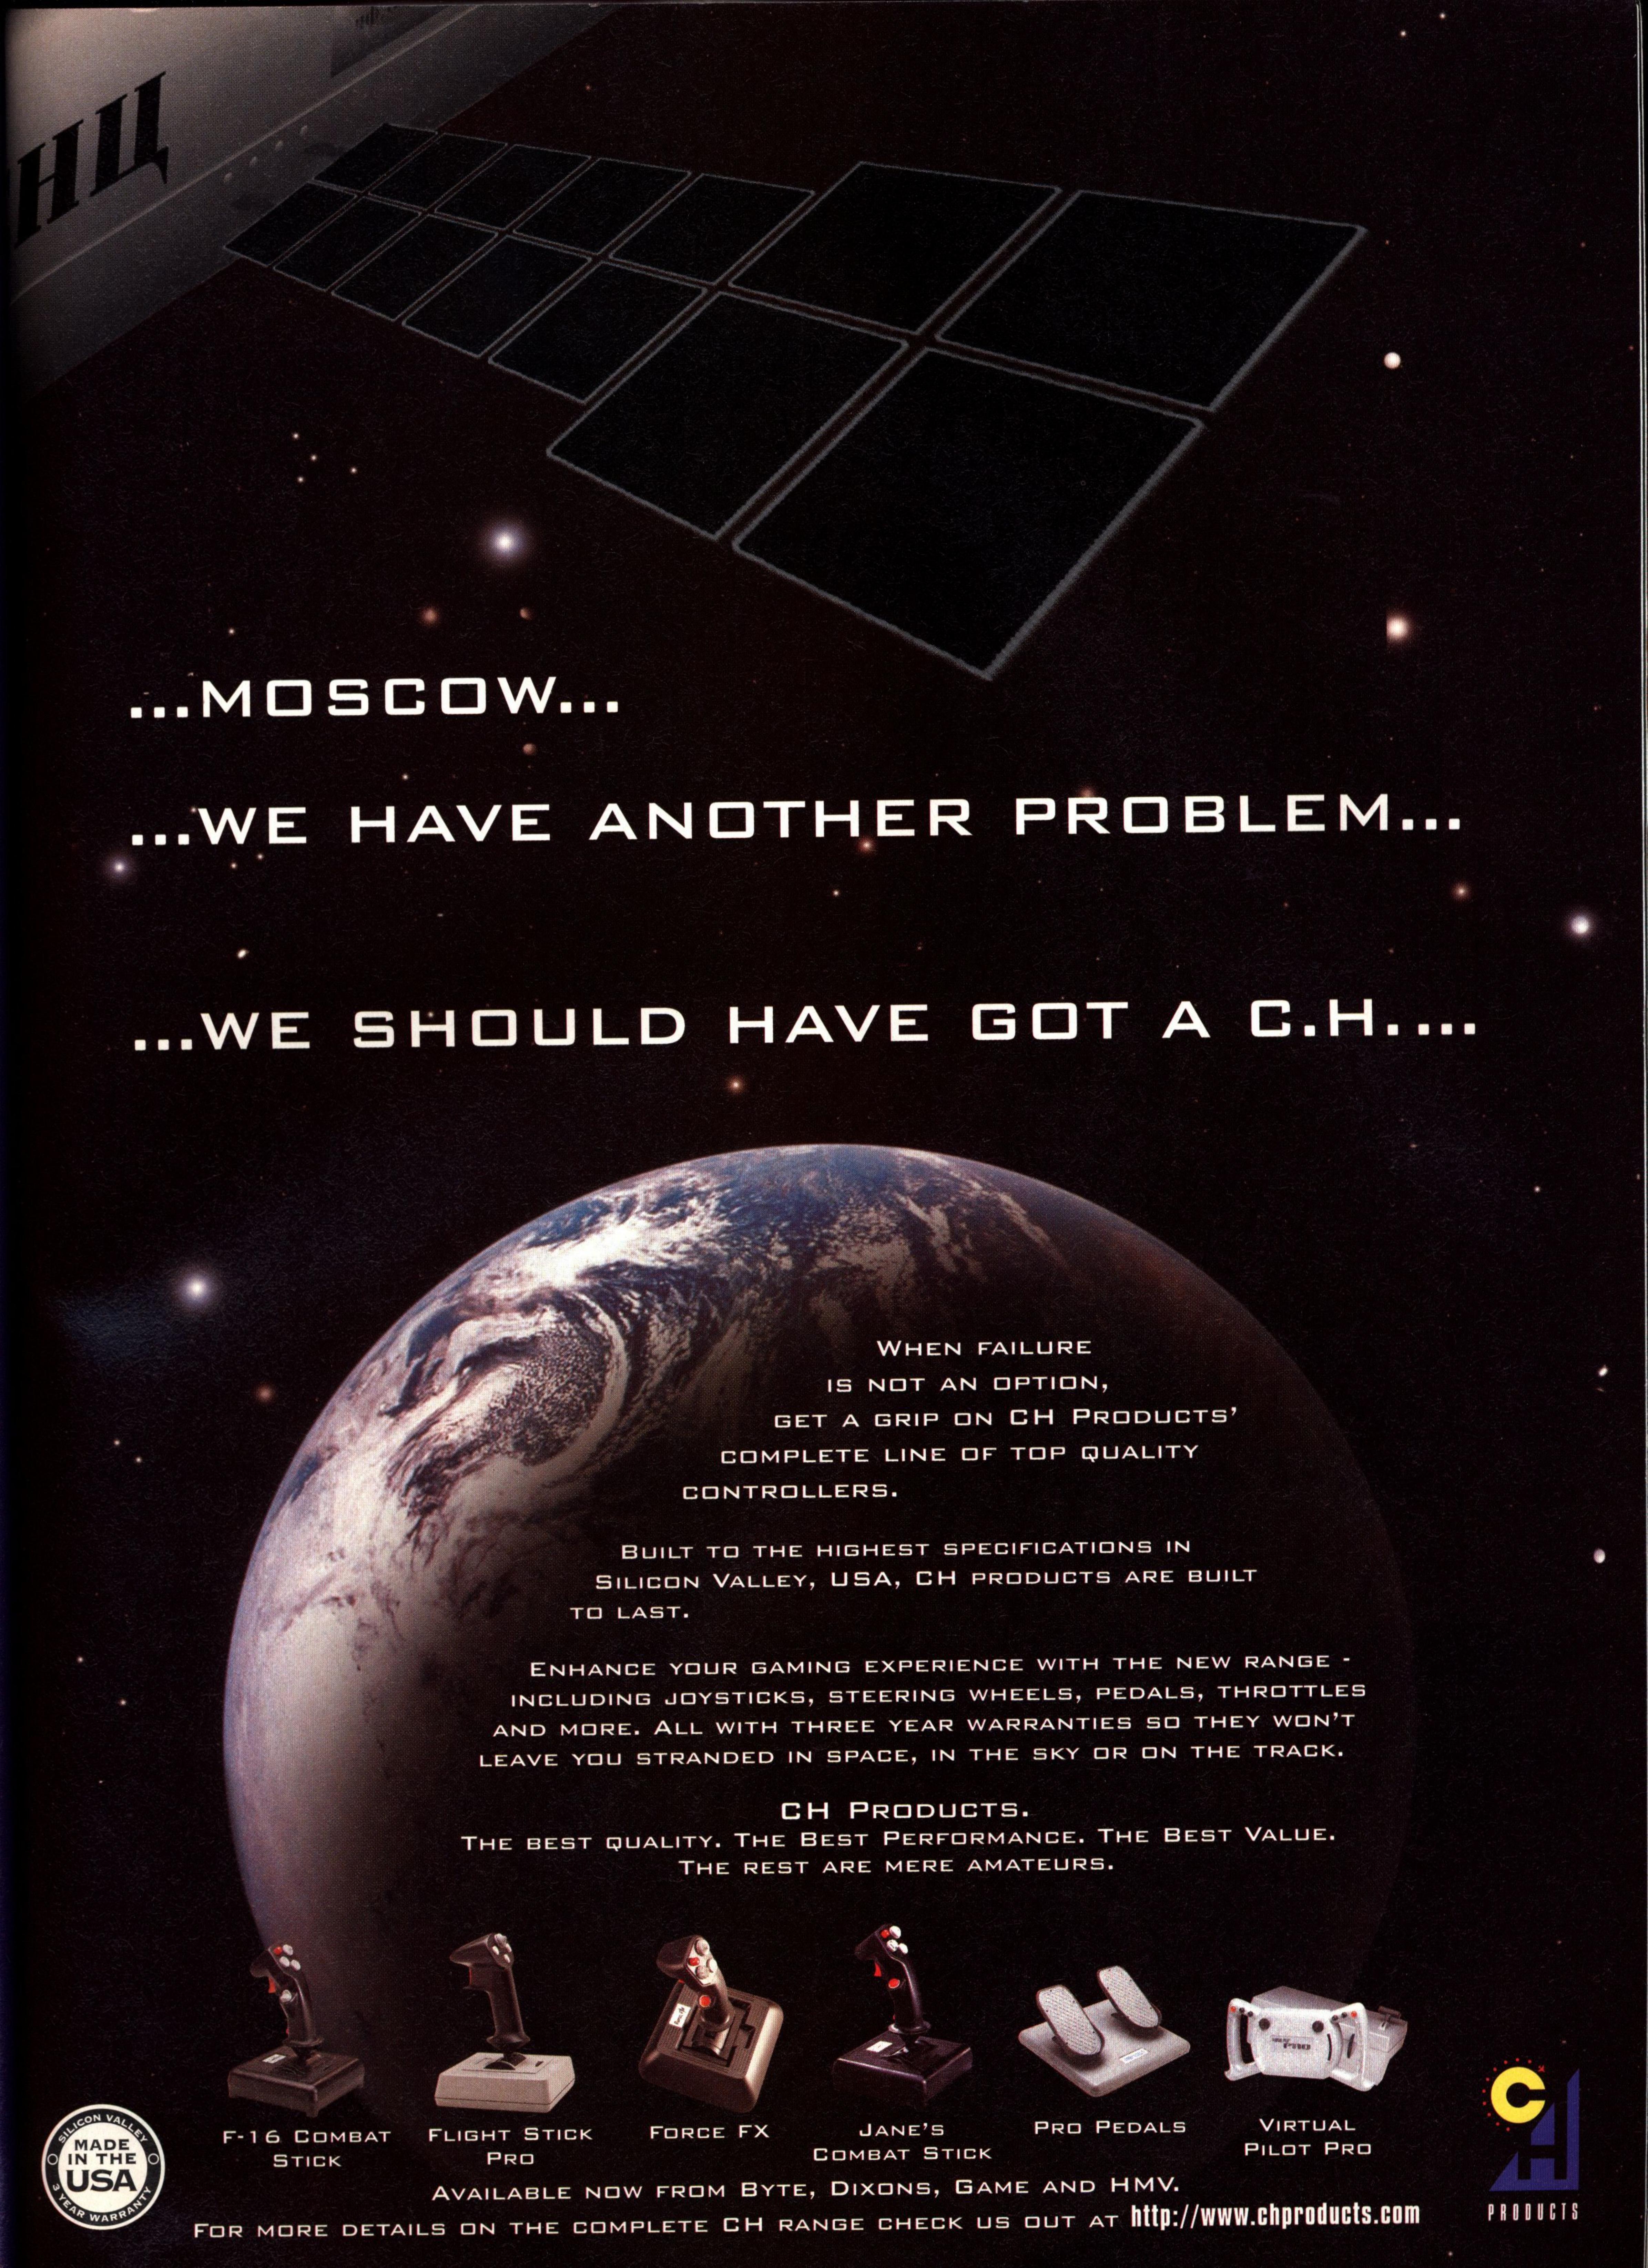 НЦ
...MOSCOW...
...WE HAVE ANOTHER PROBLEM...
...WE SHOULD HAVE GOT A C.H....
WHEN FAILURE
IS NOT AN OPTION,
GET A GRIP ON CH PRODUCTS'
COMPLETE LINE OF TOP QUALITY
CONTROLLERS.
BUILT TO THE HIGHEST SPECIFICATIONS IN
SILICON VALLEY, USA, CH PRODUCTS ARE BUILT
TO LAST.
ENHANCE YOUR GAMING EXPERIENCE WITH THE NEW RANGE -
INCLUDING JOYSTICKS, STEERING WHEELS, PEDALS, THROTTLES
AND MORE. ALL WITH THREE YEAR WARRANTIES SO THEY WON'T
LEAVE YOU STRANDED IN SPACE, IN THE SKY OR ON THE TRACK.
CH PRODUCTS.
THE BEST QUALITY. THE BEST PERFORMANCE. THE BEST VALUE.
THE REST ARE MERE AMATEURS.
F-16 COMBAT
STICK
FLIGHT STICK
PRO
FORCE FX
JANE'S
COMBAT STICK
PRO PEDALS
VIRTUAL
PILOT PRO
SILICON VALLEY
MADE
IN THE
USA
3 YEAR WARRANTY
AVAILABLE NOW FROM BYTE, DIXONS, GAME AND HMV.
FOR MORE DETAILS ON THE COMPLETE CH RANGE CHECK US OUT AT http://www.chproducts.com
CH
PRODUCTS